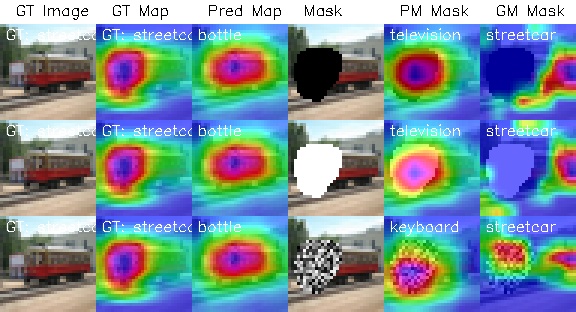 GT Image GT Map Pred Map Mask PM Mask GM Mask
GT: streetca GT: streetca bottle television streetcar
GT: streetca GT: streetca bottle television streetcar
GT: streetca GT: streetca bottle keyboard streetcar